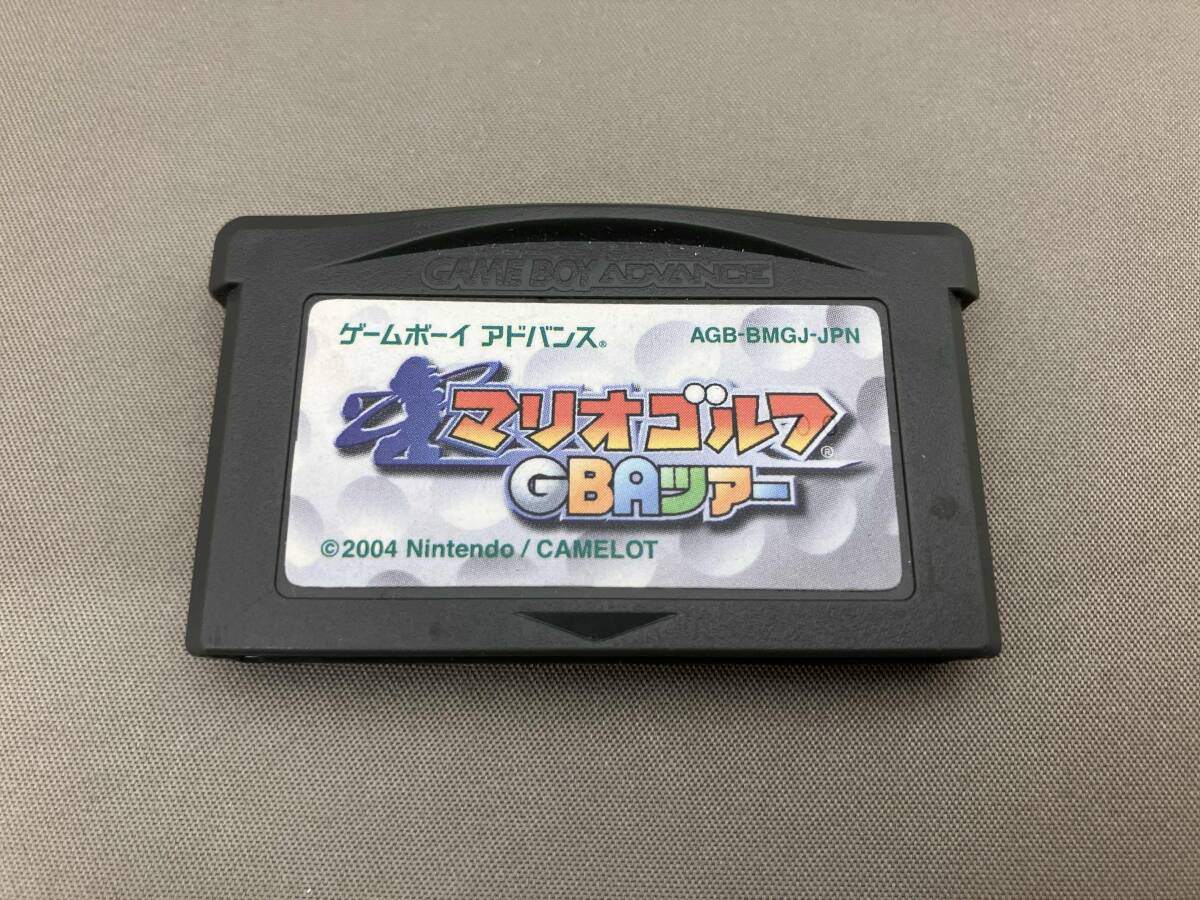 GAME BOY ADVANCE
ゲームボーイ アドバンス®
AGB-BMGJ-JPN
マリオゴルフ®
GBAツアー
©2004 Nintendo / CAMELOT